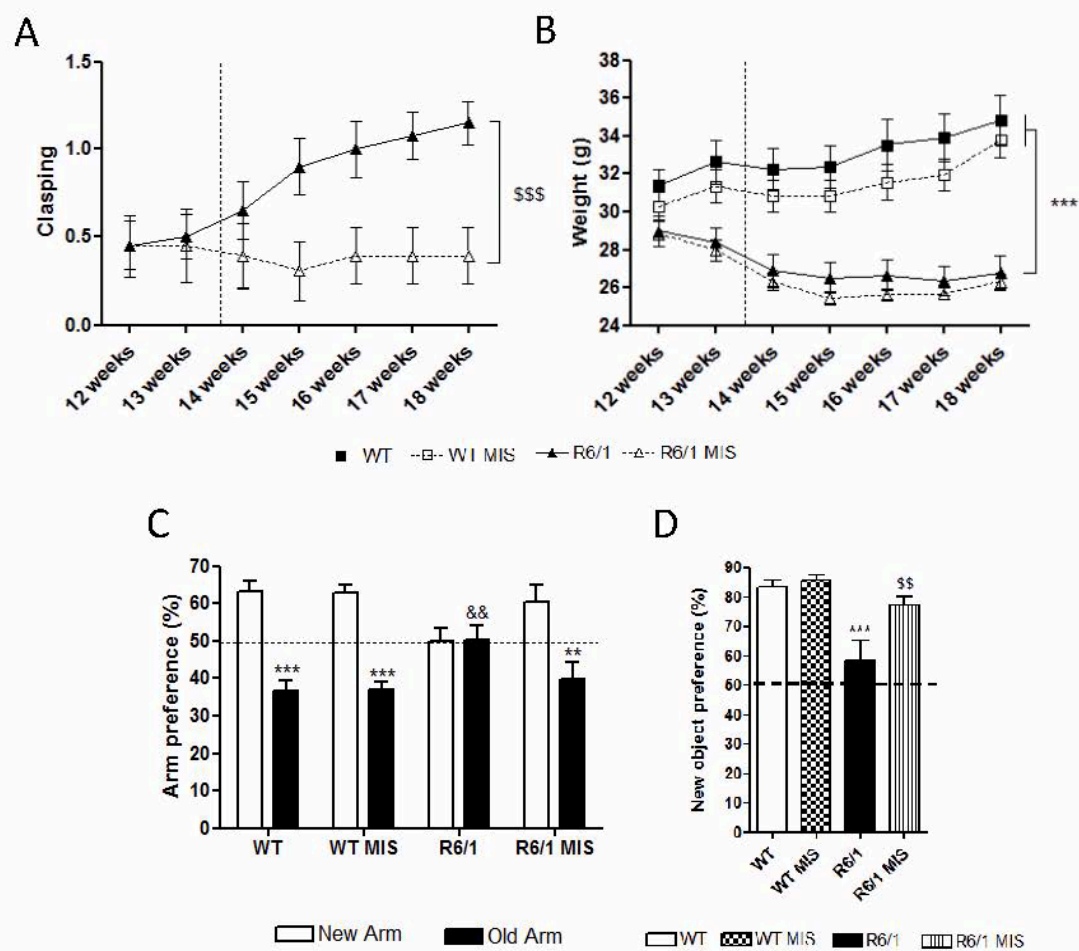 A
B
1.5
1.0
0.5
0.0
Clasping
$$$
12 weeks
13 weeks
14 weeks
15 weeks
16 weeks
17 weeks
18 weeks
38
36
34
32
30
28
26
24
Weight (g)
***
12 weeks
13 weeks
14 weeks
15 weeks
16 weeks
17 weeks
18 weeks
WT WT MIS R6/1 R6/1 MIS
C
D
70
60
50
40
30
20
10
0
Arm preference (%)
***
***
&&
**
WT WT MIS R6/1 R6/1 MIS
New Arm Old Arm
90
80
70
60
50
40
30
20
10
0
New object preference (%)
***
$$
WT
WT MIS
R6/1
R6/1 MIS
WT WT MIS R6/1 R6/1 MIS